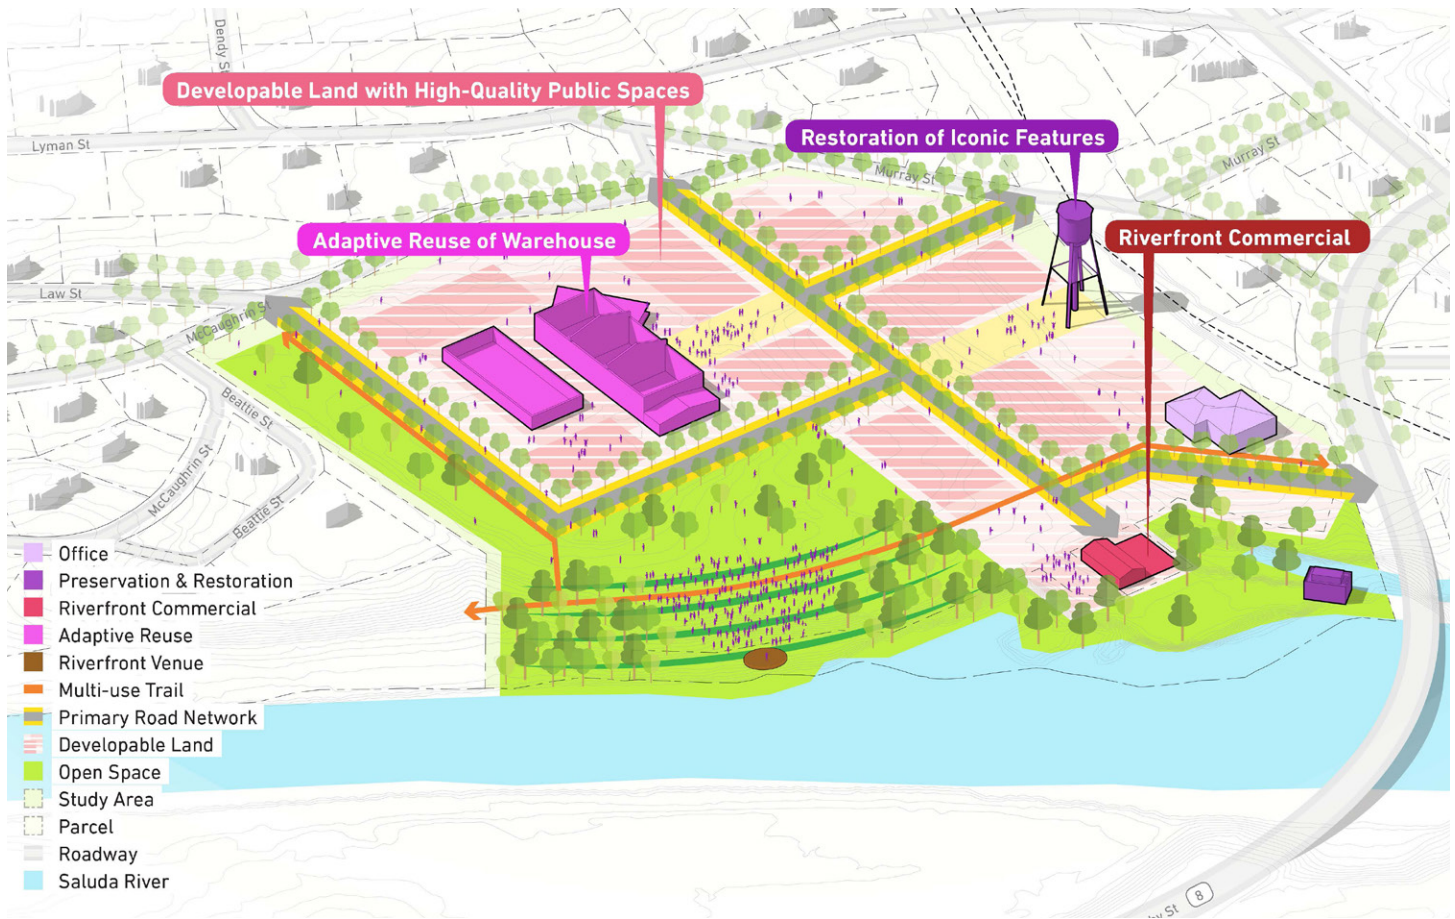 Dendy St
Developable Land with High-Quality Public Spaces
Restoration of Iconic Features
Lyman St
Murray St
Murray St
Adaptive Reuse of Warehouse
Riverfront Commercial
Law St
McCaughrin St
Beattie St
McCaughrin St
Beattie St
Office
Preservation & Restoration
Riverfront Commercial
Adaptive Reuse
Riverfront Venue
Multi-use Trail
Primary Road Network
Developable Land
Open Space
Study Area
Parcel
Roadway
Saluda River
St
8